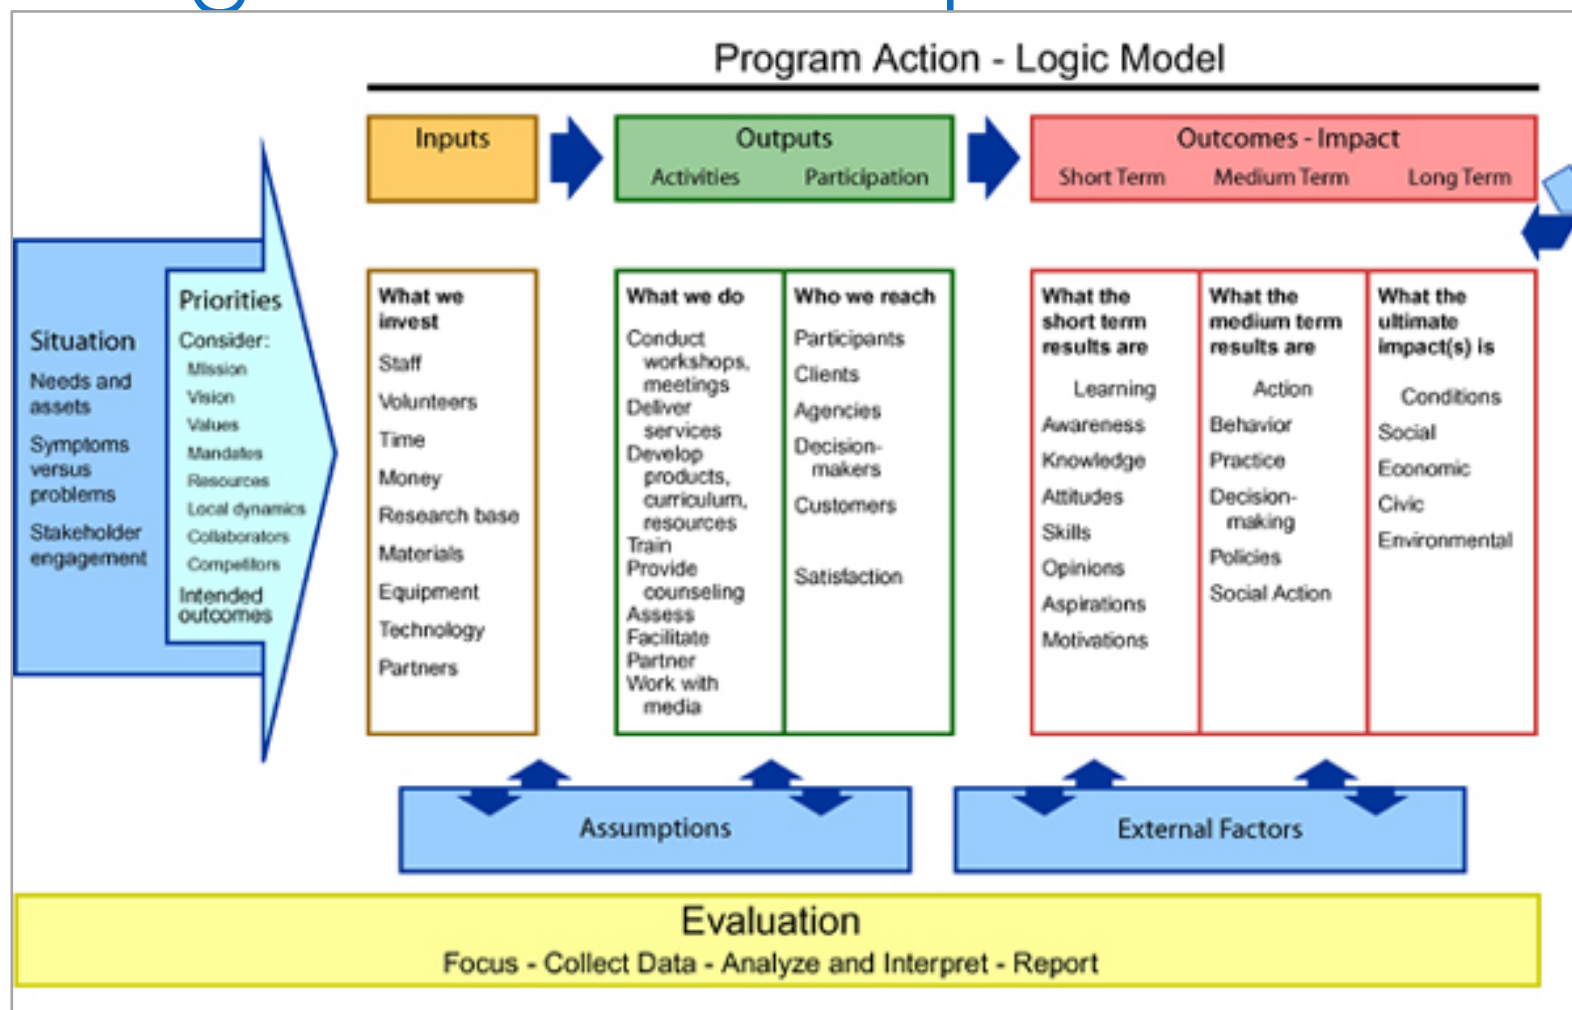 Program Action - Logic Model
Inputs
Outputs
Activities
Participation
Outcomes - Impact
Short Term
Medium Term
Long Term
Situation
Needs and
assets
Symptoms
versus
problems
Stakeholder
engagement
Priorities
Consider:
Mission
Vision
Values
Mandates
Resources
Local dynamics
Collaborators
Competitors
Intended
outcomes
What we
invest
Staff
Volunteers
Time
Money
Research base
Materials
Equipment
Technology
Partners
What we do
Conduct
workshops,
meetings
Deliver
services
Develop
products,
curriculum,
resources
Train
Provide
counseling
Assess
Facilitate
Partner
Work with
media
Who we reach
Participants
Clients
Agencies
Decision-
makers
Customers
Satisfaction
What the
short term
results are
Learning
Awareness
Knowledge
Attitudes
Skills
Opinions
Aspirations
Motivations
What the
medium term
results are
Action
Behavior
Practice
Decision-
making
Policies
Social Action
What the
ultimate
impact(s) is
Conditions
Social
Economic
Civic
Environmental
Assumptions
External Factors
Evaluation
Focus - Collect Data - Analyze and Interpret - Report